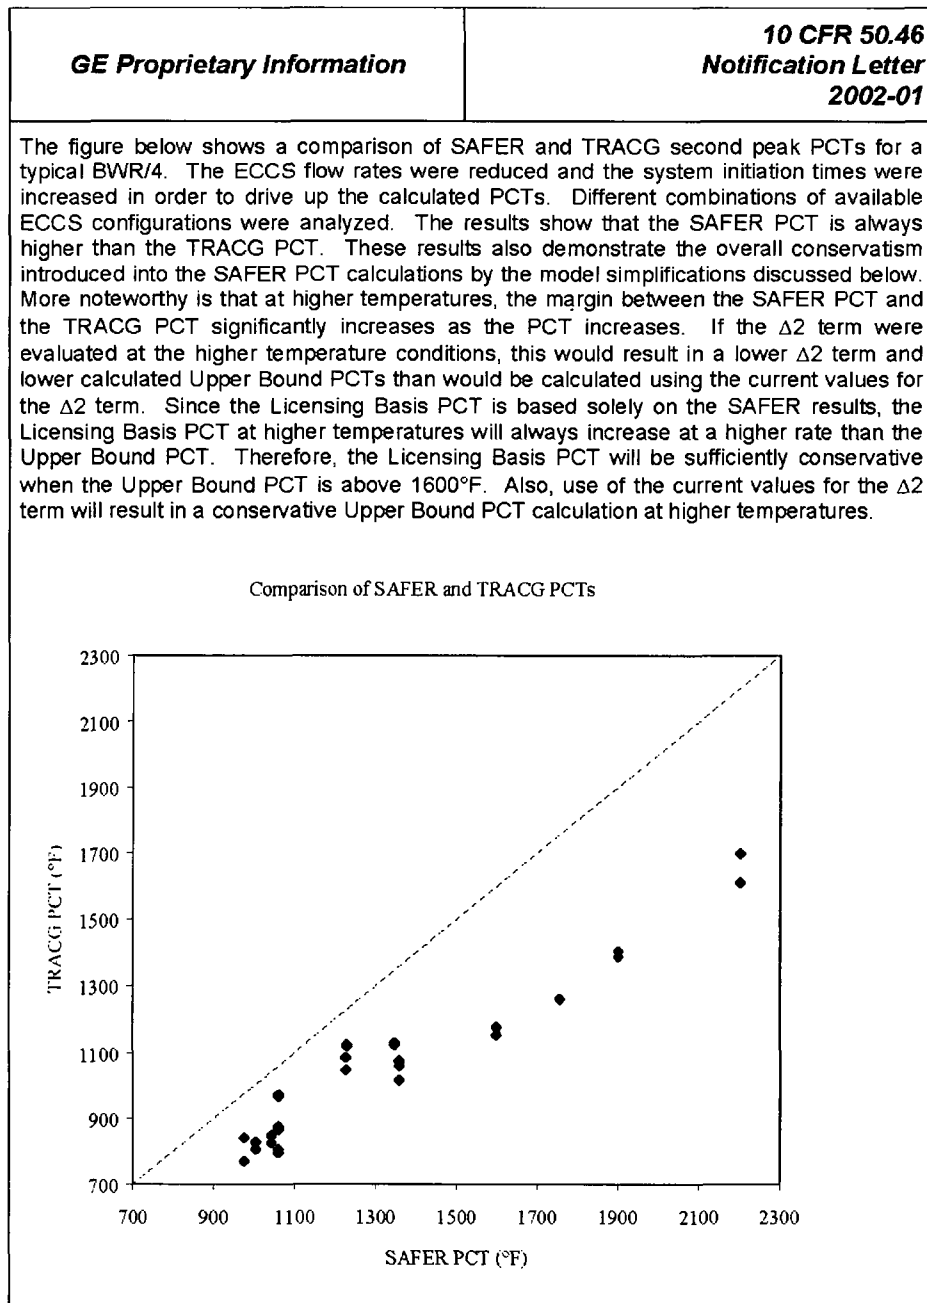 GE Proprietary Information
10 CFR 50.46
Notification Letter
2002-01
The figure below shows a comparison of SAFER and TRACG second peak PCTs for a
typical BWR/4. The ECCS flow rates were reduced and the system initiation times were
increased in order to drive up the calculated PCTs. Different combinations of available
ECCS configurations were analyzed. The results show that the SAFER PCT is always
higher than the TRACG PCT. These results also demonstrate the overall conservatism
introduced into the SAFER PCT calculations by the model simplifications discussed below.
More noteworthy is that at higher temperatures, the margin between the SAFER PCT and
the TRACG PCT significantly increases as the PCT increases. If the Δ2 term were
evaluated at the higher temperature conditions, this would result in a lower Δ2 term and
lower calculated Upper Bound PCTs than would be calculated using the current values for
the Δ2 term. Since the Licensing Basis PCT is based solely on the SAFER results, the
Licensing Basis PCT at higher temperatures will always increase at a higher rate than the
Upper Bound PCT. Therefore, the Licensing Basis PCT will be sufficiently conservative
when the Upper Bound PCT is above 1600°F. Also, use of the current values for the Δ2
term will result in a conservative Upper Bound PCT calculation at higher temperatures.
Comparison of SAFER and TRACG PCTs
TRACG PCT (°F)
2300
2100
1900
1700
1500
1300
1100
900
700
700 900 1100 1300 1500 1700 1900 2100 2300
SAFER PCT (°F)